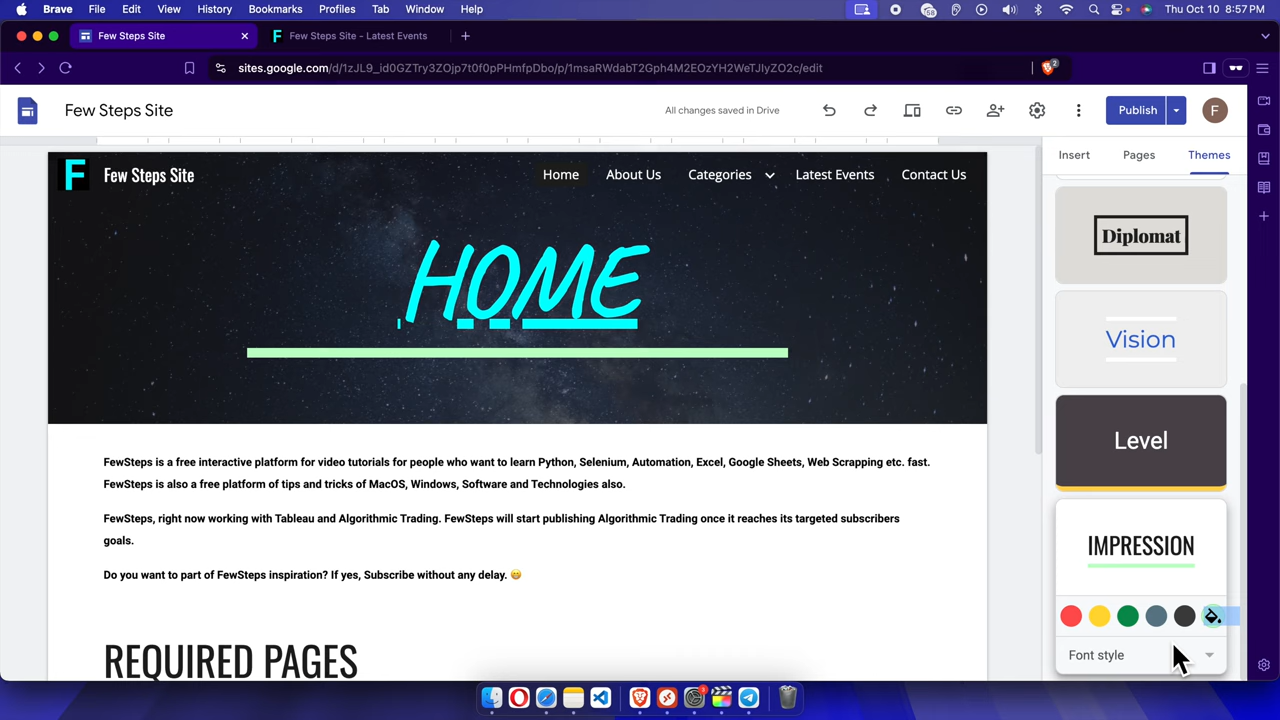 Brave File Edit View History Bookmarks Profiles Tab Window Help 58 Thu Oct 10 8:57 PM
Few Steps Site
Few Steps Site - Latest Events
sites.google.com/d/1zJL9_id0GZTry3ZOjp7t0f0pPHmfpDbo/p/1msaRWdabT2Gph4M2EOzYH2WeTJlyZO2c/edit
2
Few Steps Site
All changes saved in Drive
Publish
F
Insert Pages Themes
F Few Steps Site
Home About Us Categories Latest Events Contact Us
HOME
FewSteps is a free interactive platform for video tutorials for people who want to learn Python, Selenium, Automation, Excel, Google Sheets, Web Scrapping etc. fast.
FewSteps is also a free platform of tips and tricks of MacOS, Windows, Software and Technologies also.
FewSteps, right now working with Tableau and Algorithmic Trading. FewSteps will start publishing Algorithmic Trading once it reaches its targeted subscribers
goals.
Do you want to part of FewSteps inspiration? If yes, Subscribe without any delay. 😁
REQUIRED PAGES
Diplomat
Vision
Level
IMPRESSION
Font style